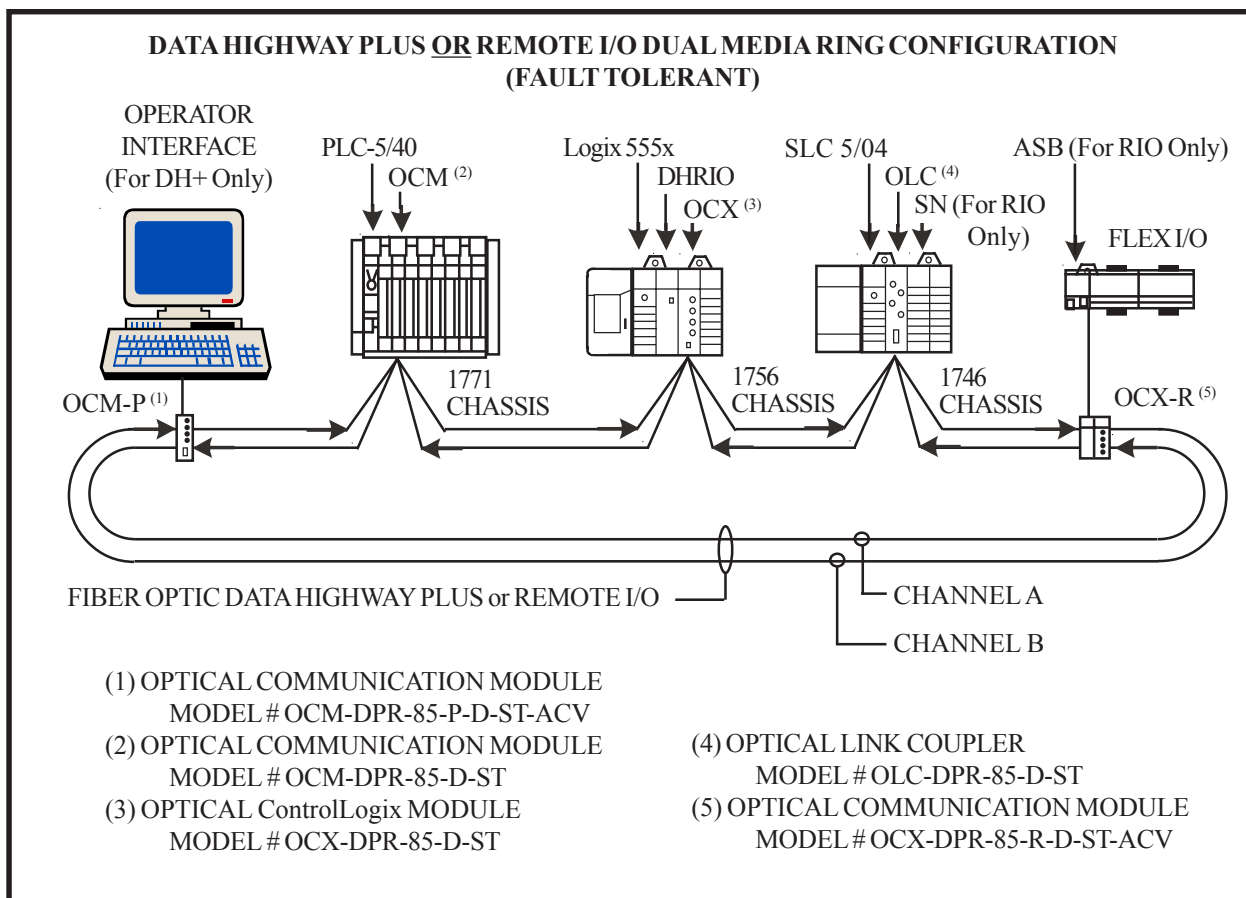 DATA HIGHWAY PLUS OR REMOTE I/O DUAL MEDIA RING CONFIGURATION
(FAULT TOLERANT)
OPERATOR
INTERFACE
(For DH+ Only)
PLC-5/40
OCM (2)
Logix 555x
DHRIO
OCX (3)
SLC 5/04
OLC (4)
SN (For RIO
Only)
ASB (For RIO Only)
FLEX I/O
OCM-P (1)
1771
CHASSIS
1756
CHASSIS
1746
CHASSIS
OCX-R (5)
FIBER OPTIC DATA HIGHWAY PLUS or REMOTE I/O
CHANNEL A
CHANNEL B
(1) OPTICAL COMMUNICATION MODULE
MODEL # OCM-DPR-85-P-D-ST-ACV
(2) OPTICAL COMMUNICATION MODULE
MODEL # OCM-DPR-85-D-ST
(3) OPTICAL ControlLogix MODULE
MODEL # OCX-DPR-85-D-ST
(4) OPTICAL LINK COUPLER
MODEL # OLC-DPR-85-D-ST
(5) OPTICAL COMMUNICATION MODULE
MODEL # OCX-DPR-85-R-D-ST-ACV